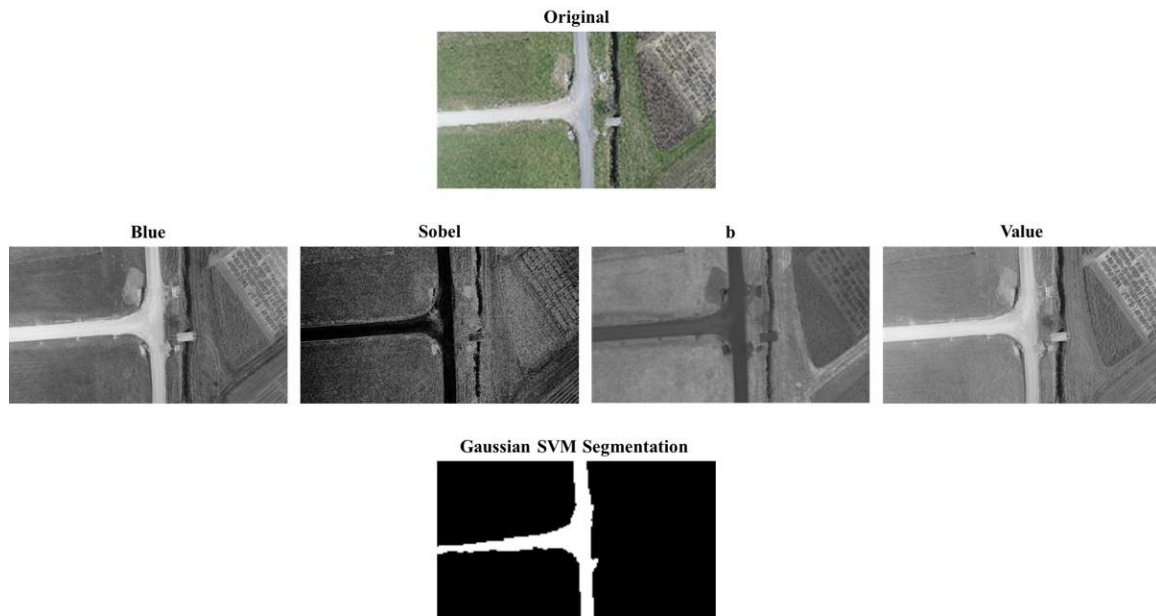 Original
Blue
Sobel
b
Value
Gaussian SVM Segmentation